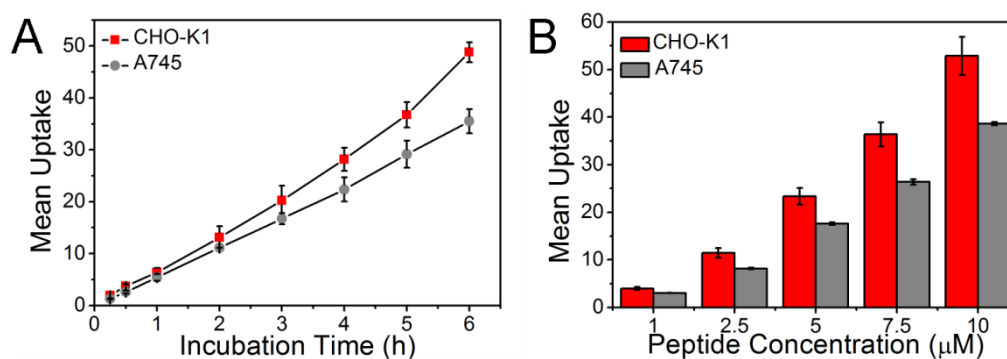 A
CHO-K1
A745
Mean Uptake
50
40
30
20
10
0
0 1 2 3 4 5 6
Incubation Time (h)
B
CHO-K1
A745
Mean Uptake
60
50
40
30
20
10
0
1 2.5 5 7.5 10
Peptide Concentration (μM)